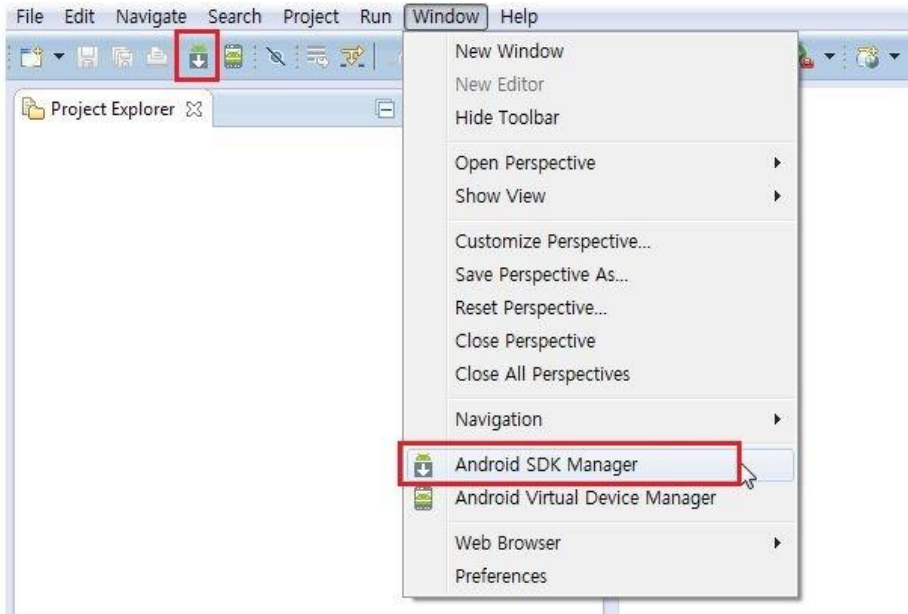 File Edit Navigate Search Project Run Window Help
Project Explorer
New Window
New Editor
Hide Toolbar
Open Perspective
Show View
Customize Perspective...
Save Perspective As...
Reset Perspective...
Close Perspective
Close All Perspectives
Navigation
Android SDK Manager
Android Virtual Device Manager
Web Browser
Preferences